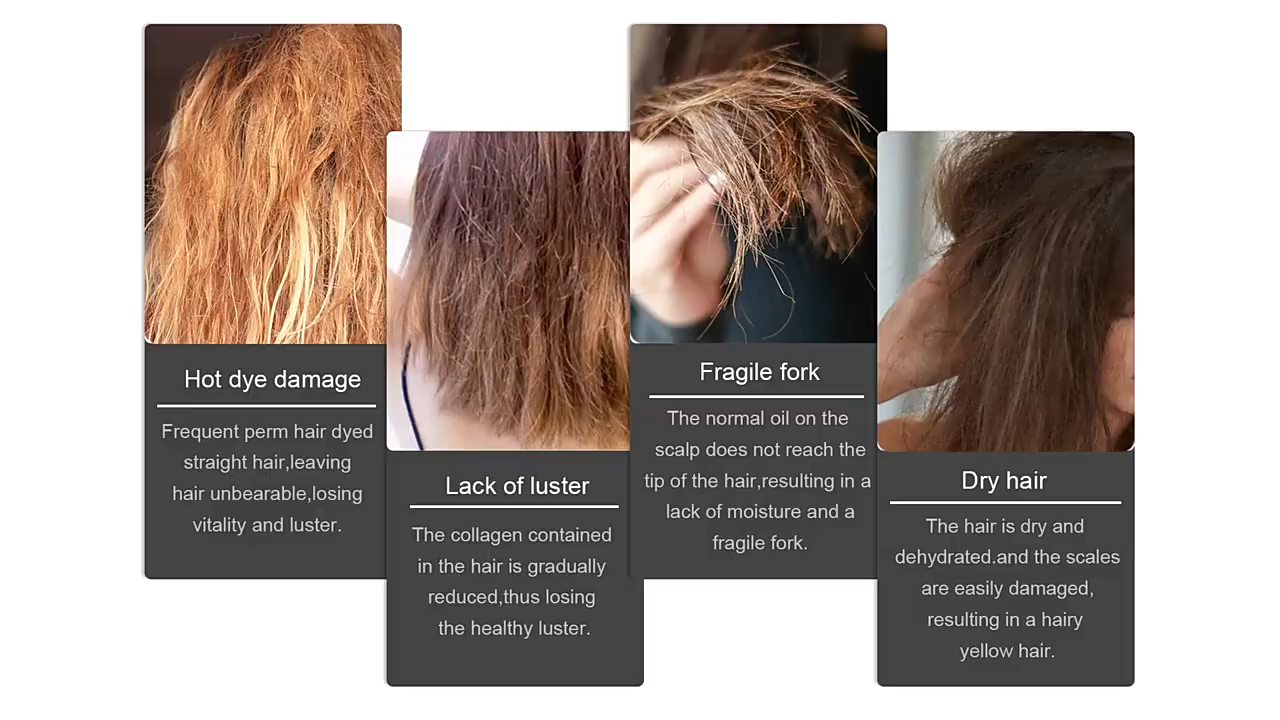 Hot dye damage
Frequent perm hair dyed
straight hair,leaving
hair unbearable,losing
vitality and luster.
Lack of luster
The collagen contained
in the hair is gradually
reduced,thus losing
the healthy luster.
Fragile fork
The normal oil on the
scalp does not reach the
tip of the hair,resulting in a
lack of moisture and a
fragile fork.
Dry hair
The hair is dry and
dehydrated.and the scales
are easily damaged,
resulting in a hairy
yellow hair.